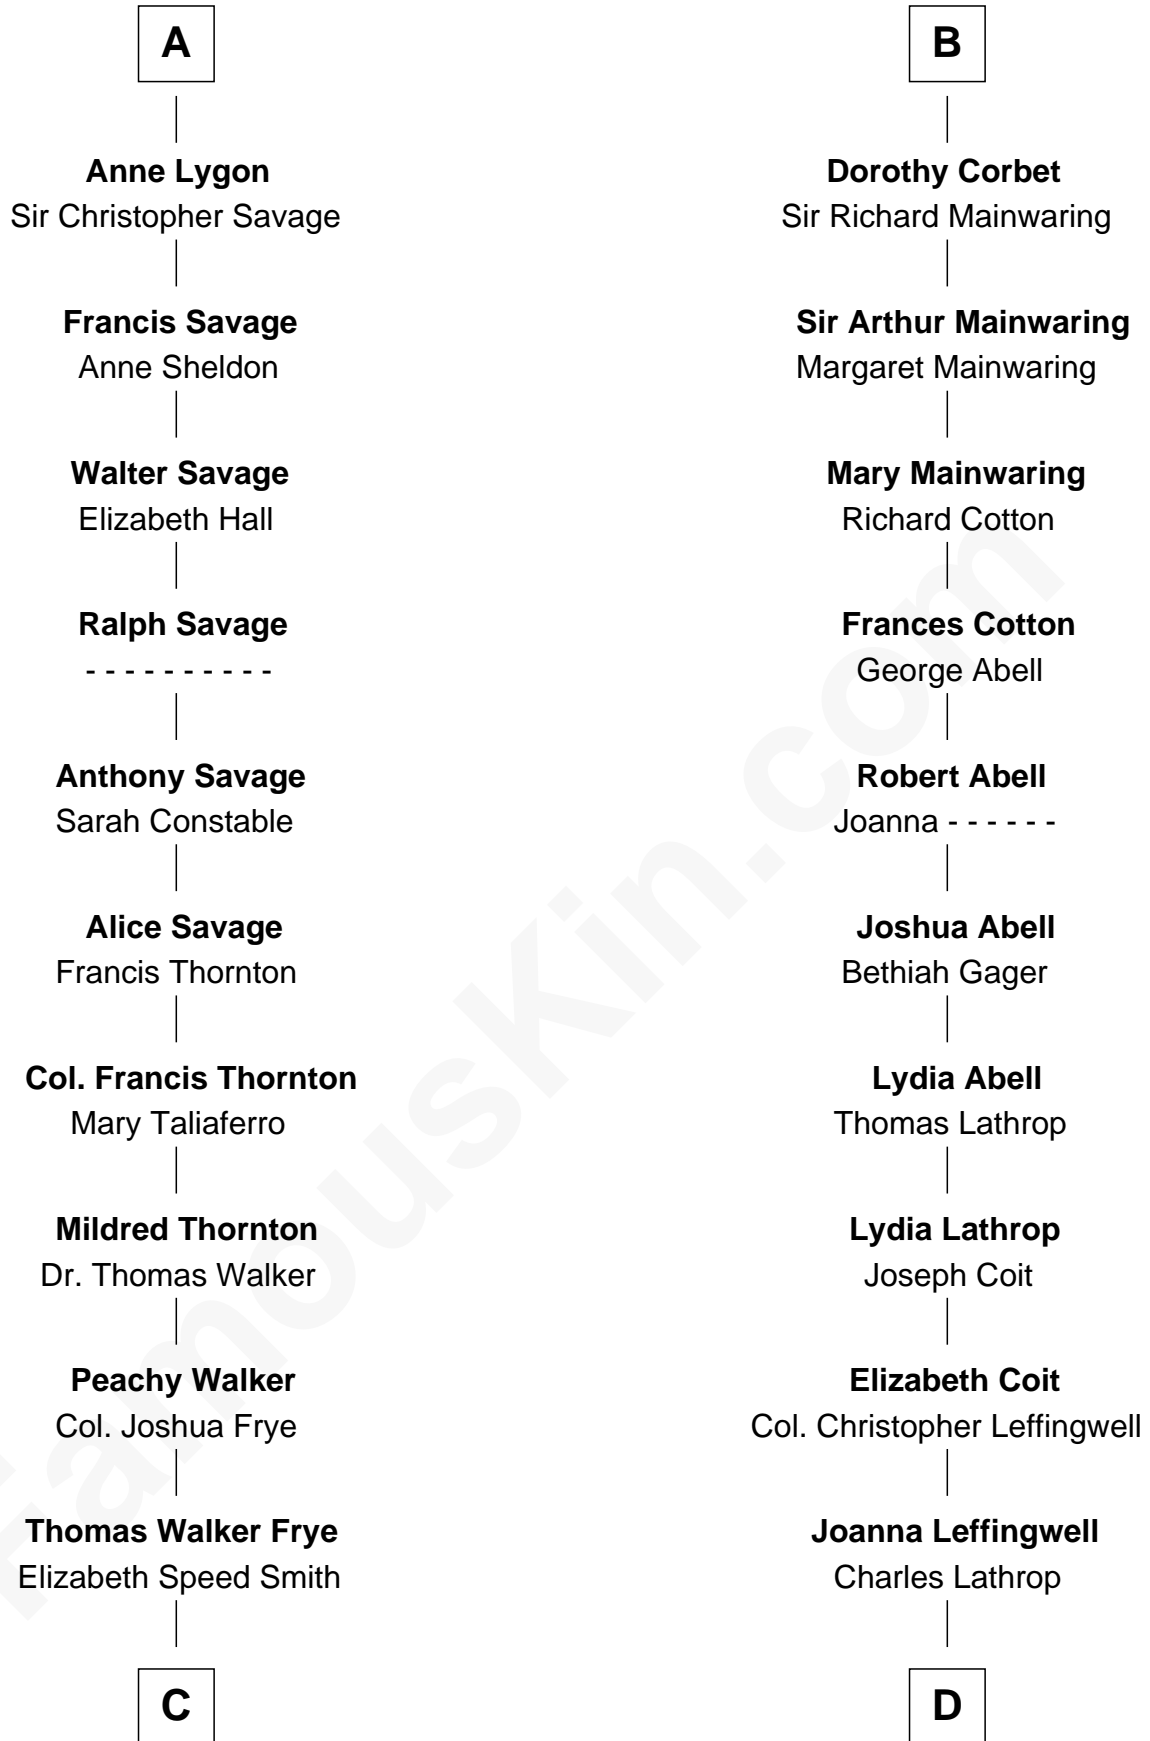 A
Anne Lygon
Sir Christopher Savage
Francis Savage
Anne Sheldon
Walter Savage
Elizabeth Hall
Ralph Savage
- - - - - - - - - -
Anthony Savage
Sarah Constable
Alice Savage
Francis Thornton
Col. Francis Thornton
Mary Taliaferro
Mildred Thornton
Dr. Thomas Walker
Peachy Walker
Col. Joshua Frye
Thomas Walker Frye
Elizabeth Speed Smith
C
B
Dorothy Corbet
Sir Richard Mainwaring
Sir Arthur Mainwaring
Margaret Mainwaring
Mary Mainwaring
Richard Cotton
Frances Cotton
George Abell
Robert Abell
Joanna - - - - - -
Joshua Abell
Bethiah Gager
Lydia Abell
Thomas Lathrop
Lydia Lathrop
Joseph Coit
Elizabeth Coit
Col. Christopher Leffingwell
Joanna Leffingwell
Charles Lathrop
D
FamousKin.com